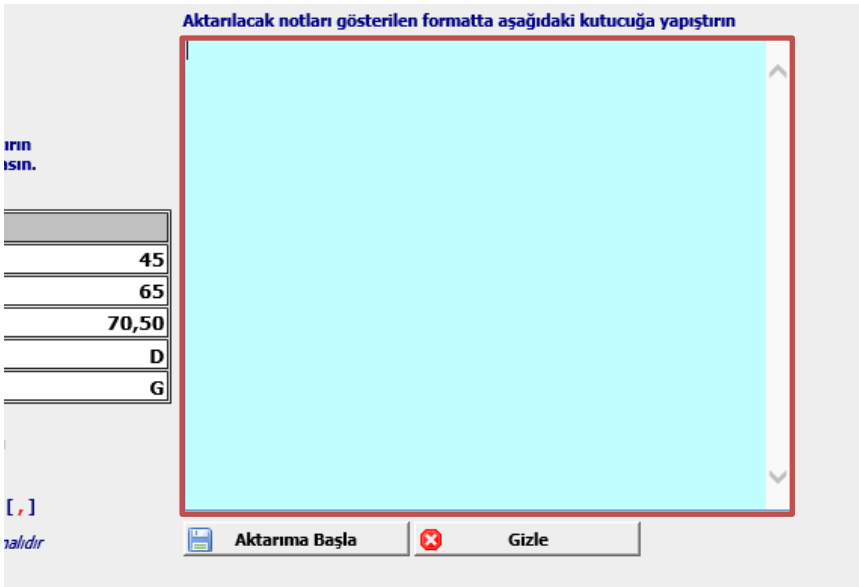 Aktarılacak notları gösterilen formatta aşağıdaki kutucuğa yapıştırın
45
65
70,50
D
G
[,]
Aktarıma Başla
Gizle